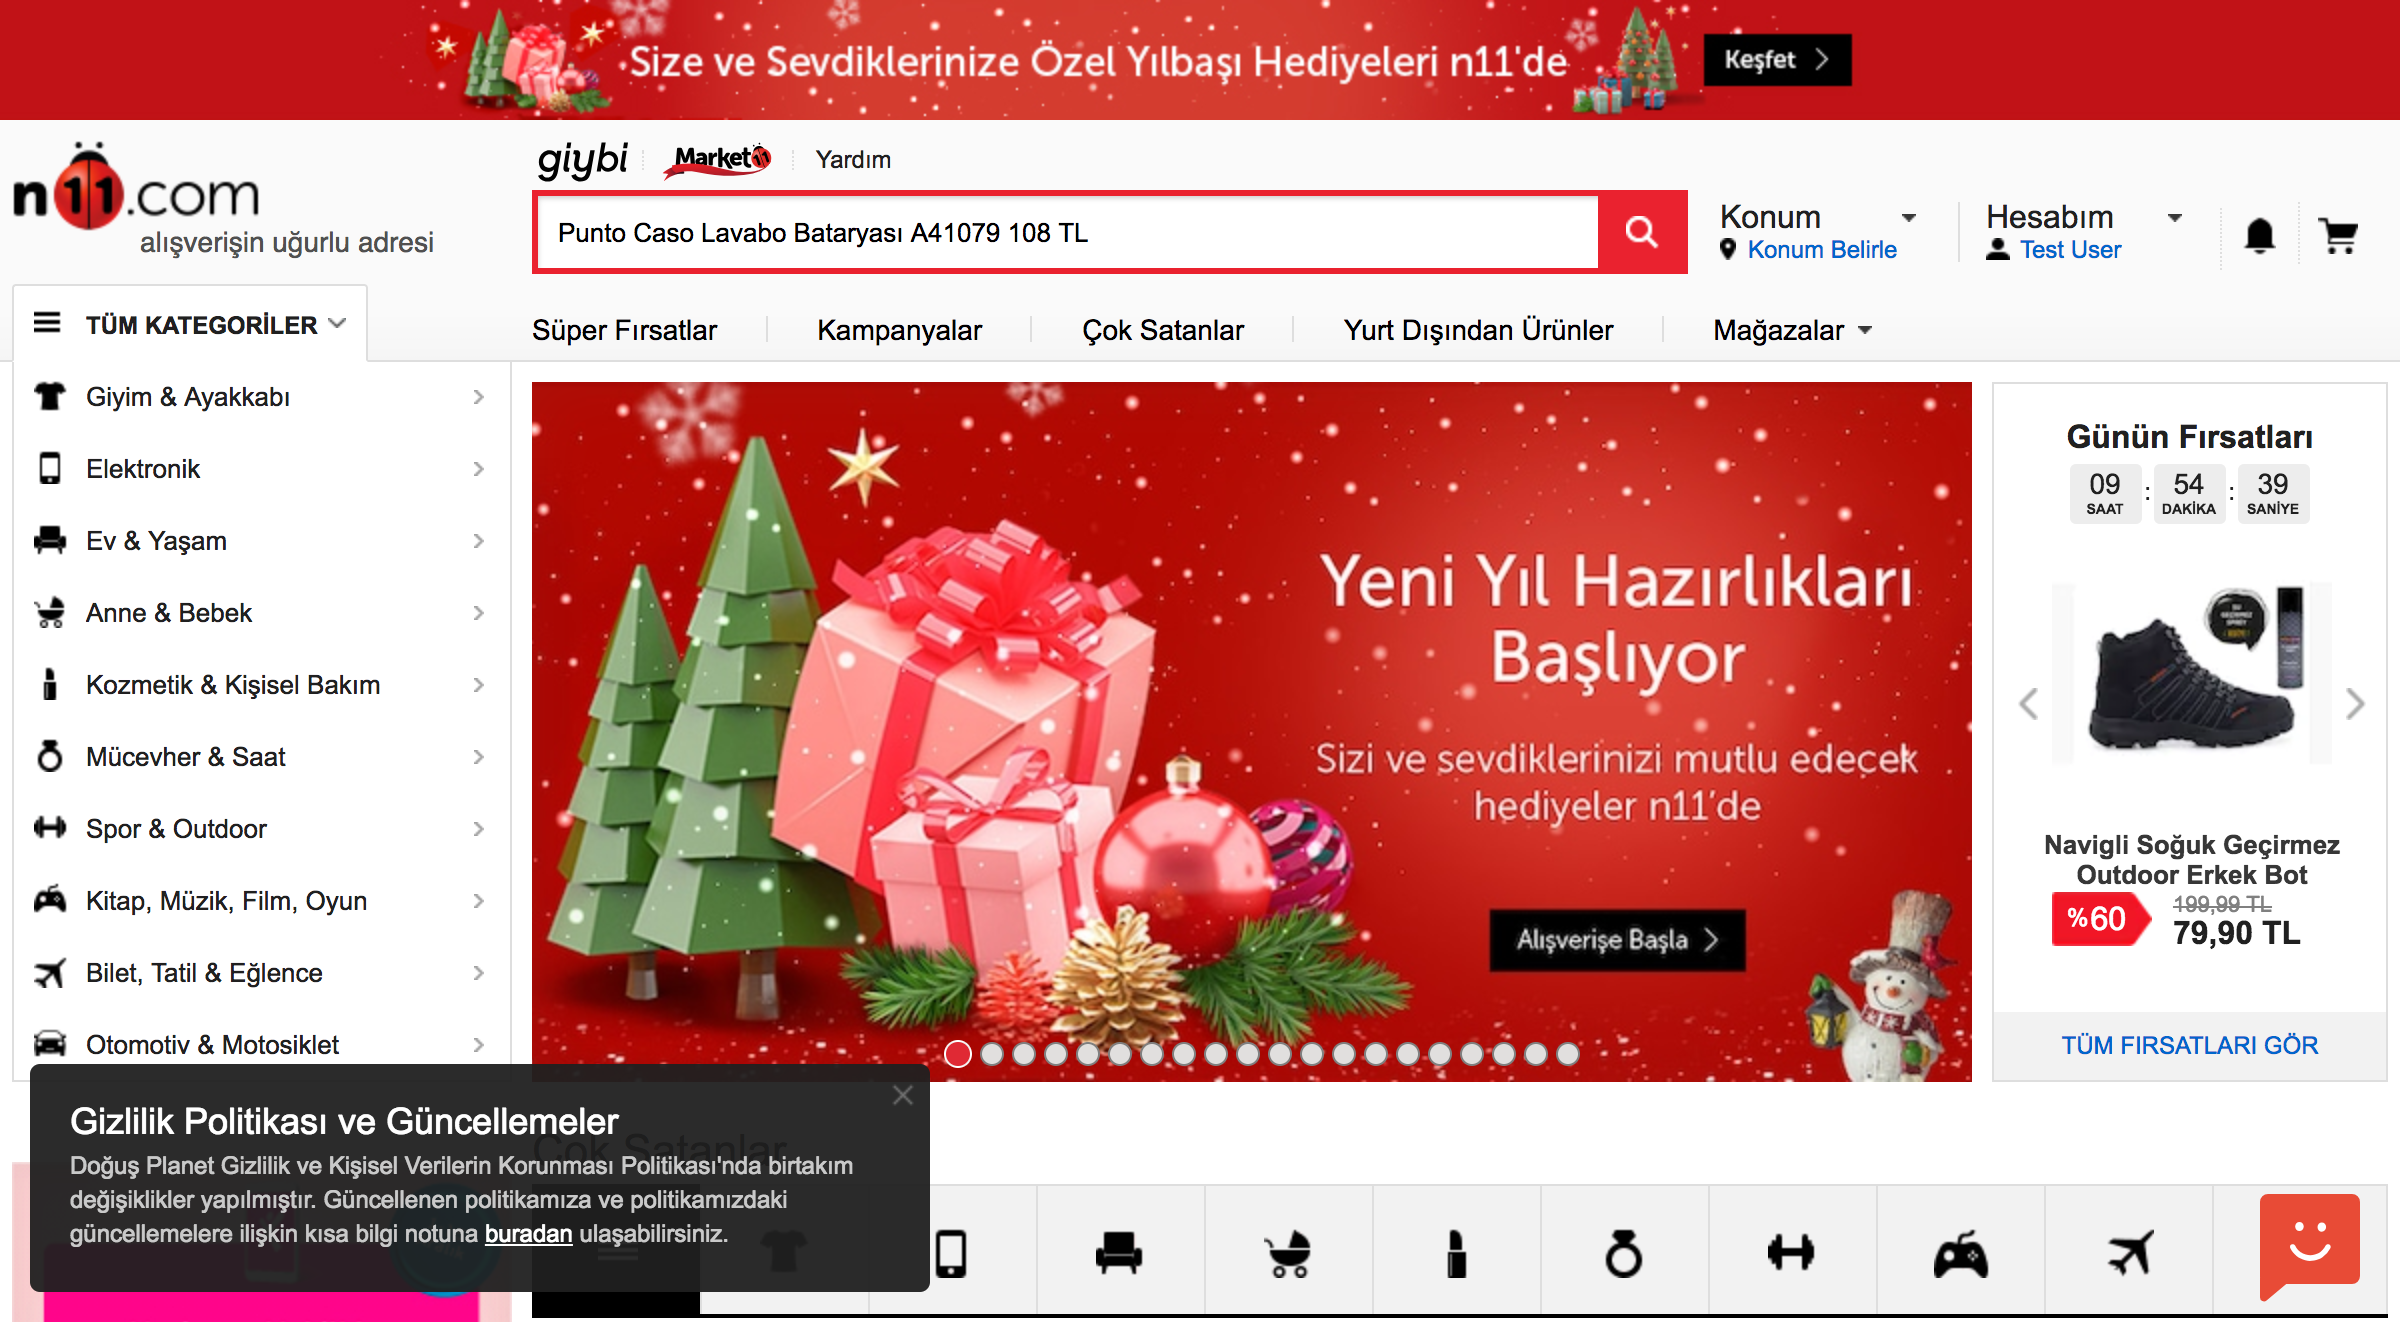 Size ve Sevdiklerinize Özel Yılbaşı Hediyeleri n11'de
Keşfet
n11.com
alışverişin uğurlu adresi
giybi
Market11
Yardım
Punto Caso Lavabo Bataryası A41079 108 TL
Konum
Konum Belirle
Hesabım
Test User
TÜM KATEGORİLER
Süper Fırsatlar
Kampanyalar
Çok Satanlar
Yurt Dışından Ürünler
Mağazalar
Giyim & Ayakkabı
Elektronik
Ev & Yaşam
Anne & Bebek
Kozmetik & Kişisel Bakım
Mücevher & Saat
Spor & Outdoor
Kitap, Müzik, Film, Oyun
Bilet, Tatil & Eğlence
Otomotiv & Motosiklet
Yeni Yıl Hazırlıkları
Başlıyor
Sizi ve sevdiklerinizi mutlu edecek
hediyeler n11'de
Alışverişe Başla
Günün Fırsatları
09 : 54 : 39
SAAT DAKİKA SANİYE
Navigli Soğuk Geçirmez
Outdoor Erkek Bot
%60
199,99 TL
79,90 TL
TÜM FIRSATLARI GÖR
Çok Satanlar
Gizlilik Politikası ve Güncellemeler
Doğuş Planet Gizlilik ve Kişisel Verilerin Korunması Politikası'nda birtakım
değişiklikler yapılmıştır. Güncellenen politikamıza ve politikamızdaki
güncellemelere ilişkin kısa bilgi notuna buradan ulaşabilirsiniz.